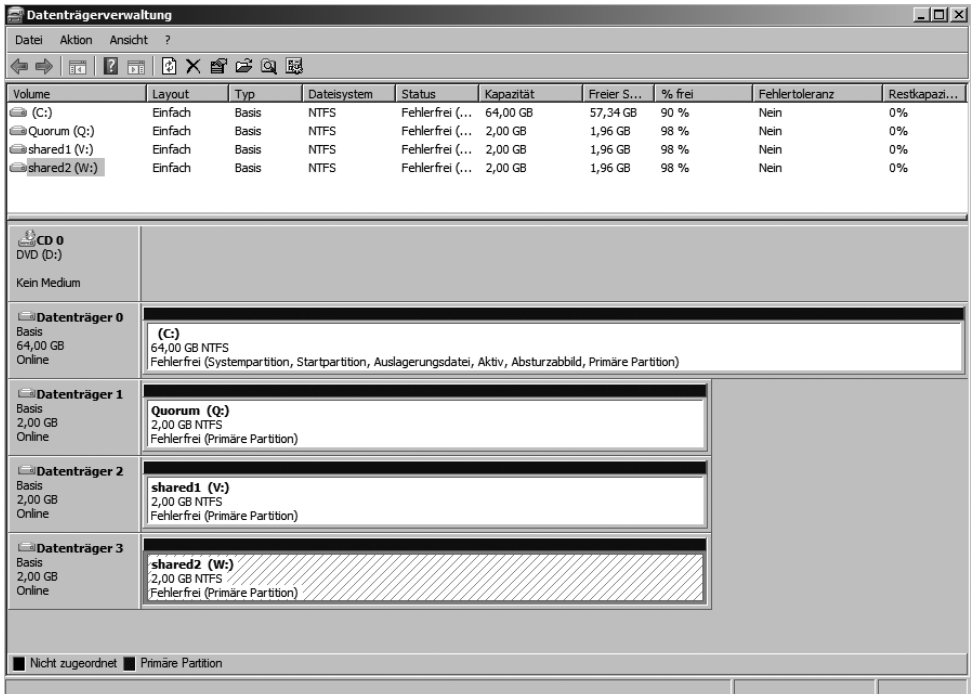 Datenträgerverwaltung
Datei Aktion Ansicht ?
Volume Layout Typ Dateisystem Status Kapazität Freier S... % frei Fehlertoleranz Restkapazi...
(C:) Einfach Basis NTFS Fehlerfrei (... 64,00 GB 57,34 GB 90 % Nein 0%
Quorum (Q:) Einfach Basis NTFS Fehlerfrei (... 2,00 GB 1,96 GB 98 % Nein 0%
shared1 (V:) Einfach Basis NTFS Fehlerfrei (... 2,00 GB 1,96 GB 98 % Nein 0%
shared2 (W:) Einfach Basis NTFS Fehlerfrei (... 2,00 GB 1,96 GB 98 % Nein 0%
CD 0
DVD (D:)
Kein Medium
Datenträger 0
Basis
64,00 GB
Online
(C:)
64,00 GB NTFS
Fehlerfrei (Systempartition, Startpartition, Auslagerungsdatei, Aktiv, Absturzabbild, Primäre Partition)
Datenträger 1
Basis
2,00 GB
Online
Quorum (Q:)
2,00 GB NTFS
Fehlerfrei (Primäre Partition)
Datenträger 2
Basis
2,00 GB
Online
shared1 (V:)
2,00 GB NTFS
Fehlerfrei (Primäre Partition)
Datenträger 3
Basis
2,00 GB
Online
shared2 (W:)
2,00 GB NTFS
Fehlerfrei (Primäre Partition)
Nicht zugeordnet Primäre Partition